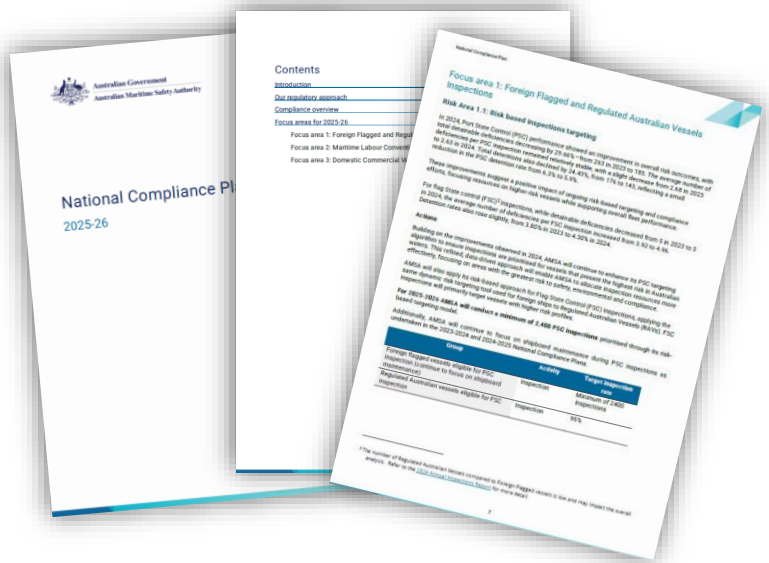 Australian Government
Australian Maritime Safety Authority
National Compliance Pl
2025-26
Contents
Introduction
Our regulatory approach
Compliance overview
Focus areas for 2025-26
Focus area 1: Foreign Flagged and Regul
Focus area 2: Maritime Labour Conventi
Focus area 3: Domestic Commercial Ve
National Compliance Plan
Focus area 1: Foreign Flagged and Regulated Australian Vessels
Inspections
Risk Area 1.1: Risk based inspections targeting
In 2024, Port State Control (PSC) performance showed an improvement in overall risk outcomes, with
total detainable deficiencies decreasing by 29.66%—from 263 in 2023 to 185. The average number of
deficiencies per PSC inspection remained relatively stable, with a slight decrease from 2.68 in 2023
to 2.63 in 2024. Total detentions also declined by 24.43%, from 176 to 143, reflecting a small
reduction in the PSC detention rate from 6.3% to 5.9%.
These improvements suggest a positive impact of ongoing risk-based targeting and compliance
efforts, focusing resources on higher-risk vessels while supporting overall fleet performance.
For flag State control (FSC)² inspections, while detainable deficiencies decreased from 5 in 2023 to 3
in 2024, the average number of deficiencies per FSC inspection increased from 3.92 to 4.96.
Detention rates also rose slightly, from 3.80% in 2023 to 4.30% in 2024.
Actions
Building on the improvements observed in 2024, AMSA will continue to enhance its PSC targeting
algorithm to ensure inspections are prioritised for vessels that present the highest risk in Australian
waters. This refined, data-driven approach will enable AMSA to allocate inspection resources more
effectively, focusing on areas with the greatest risk to safety, environmental and compliance.
AMSA will also apply its risk-based approach for Flag State Control (FSC) inspections, applying the
same dynamic risk targeting tool used for foreign ships to Regulated Australian Vessels (RAVs). FSC
inspections will primarily target vessels with higher risk profiles.
For 2025-2026 AMSA will conduct a minimum of 2,400 PSC inspections prioritised through its risk-
based targeting model.
Additionally, AMSA will continue to focus on shipboard maintenance during PSC inspections as
undertaken in the 2023-2024 and 2024-2025 National Compliance Plans.
Group Activity Target inspection
rate
Foreign flagged vessels eligible for PSC
inspection (continue to focus on shipboard
maintenance) Inspection Minimum of 2400
inspections
Regulated Australian vessels eligible for FSC
inspection Inspection 95%
² The number of Regulated Australian Vessels compared to Foreign Flagged vessels is low and may impact the overall
analysis. Refer to the 2024 Annual Inspections Report for more detail.
7